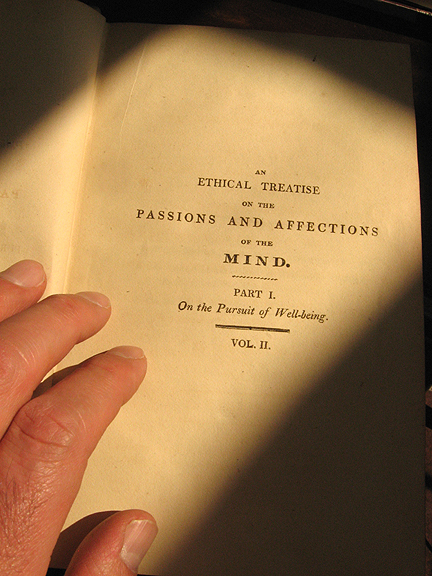 AN
ETHICAL TREATISE
ON THE
PASSIONS AND AFFECTIONS
OF THE
MIND.
PART I.
On the Pursuit of Well-being.
VOL. II.